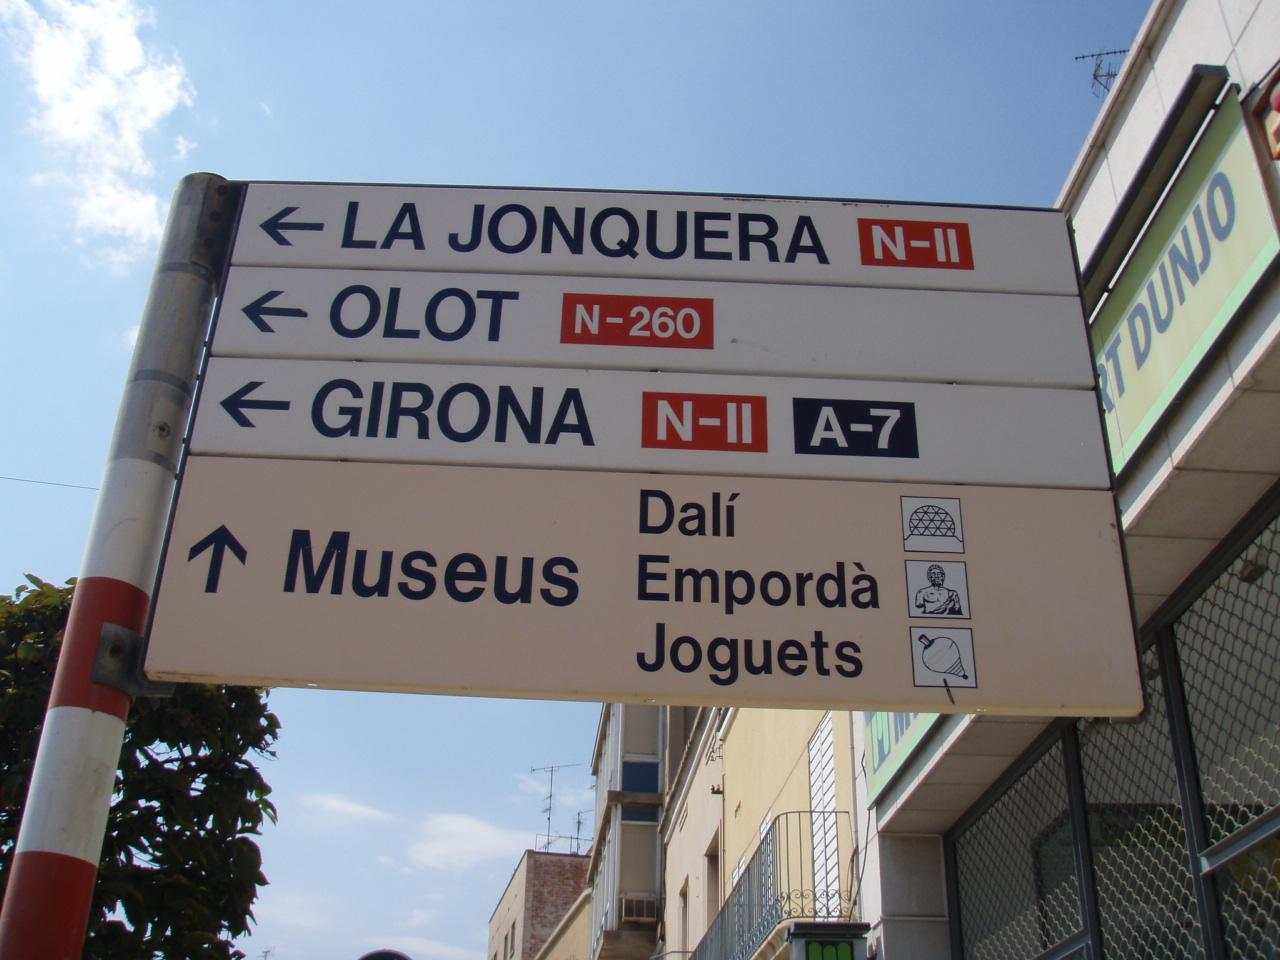 ← LA JONQUERA N-II
← OLOT N-260
← GIRONA N-II A-7
↑ Museus
Dalí
Empordà
Joguets
RT DUNJO
M